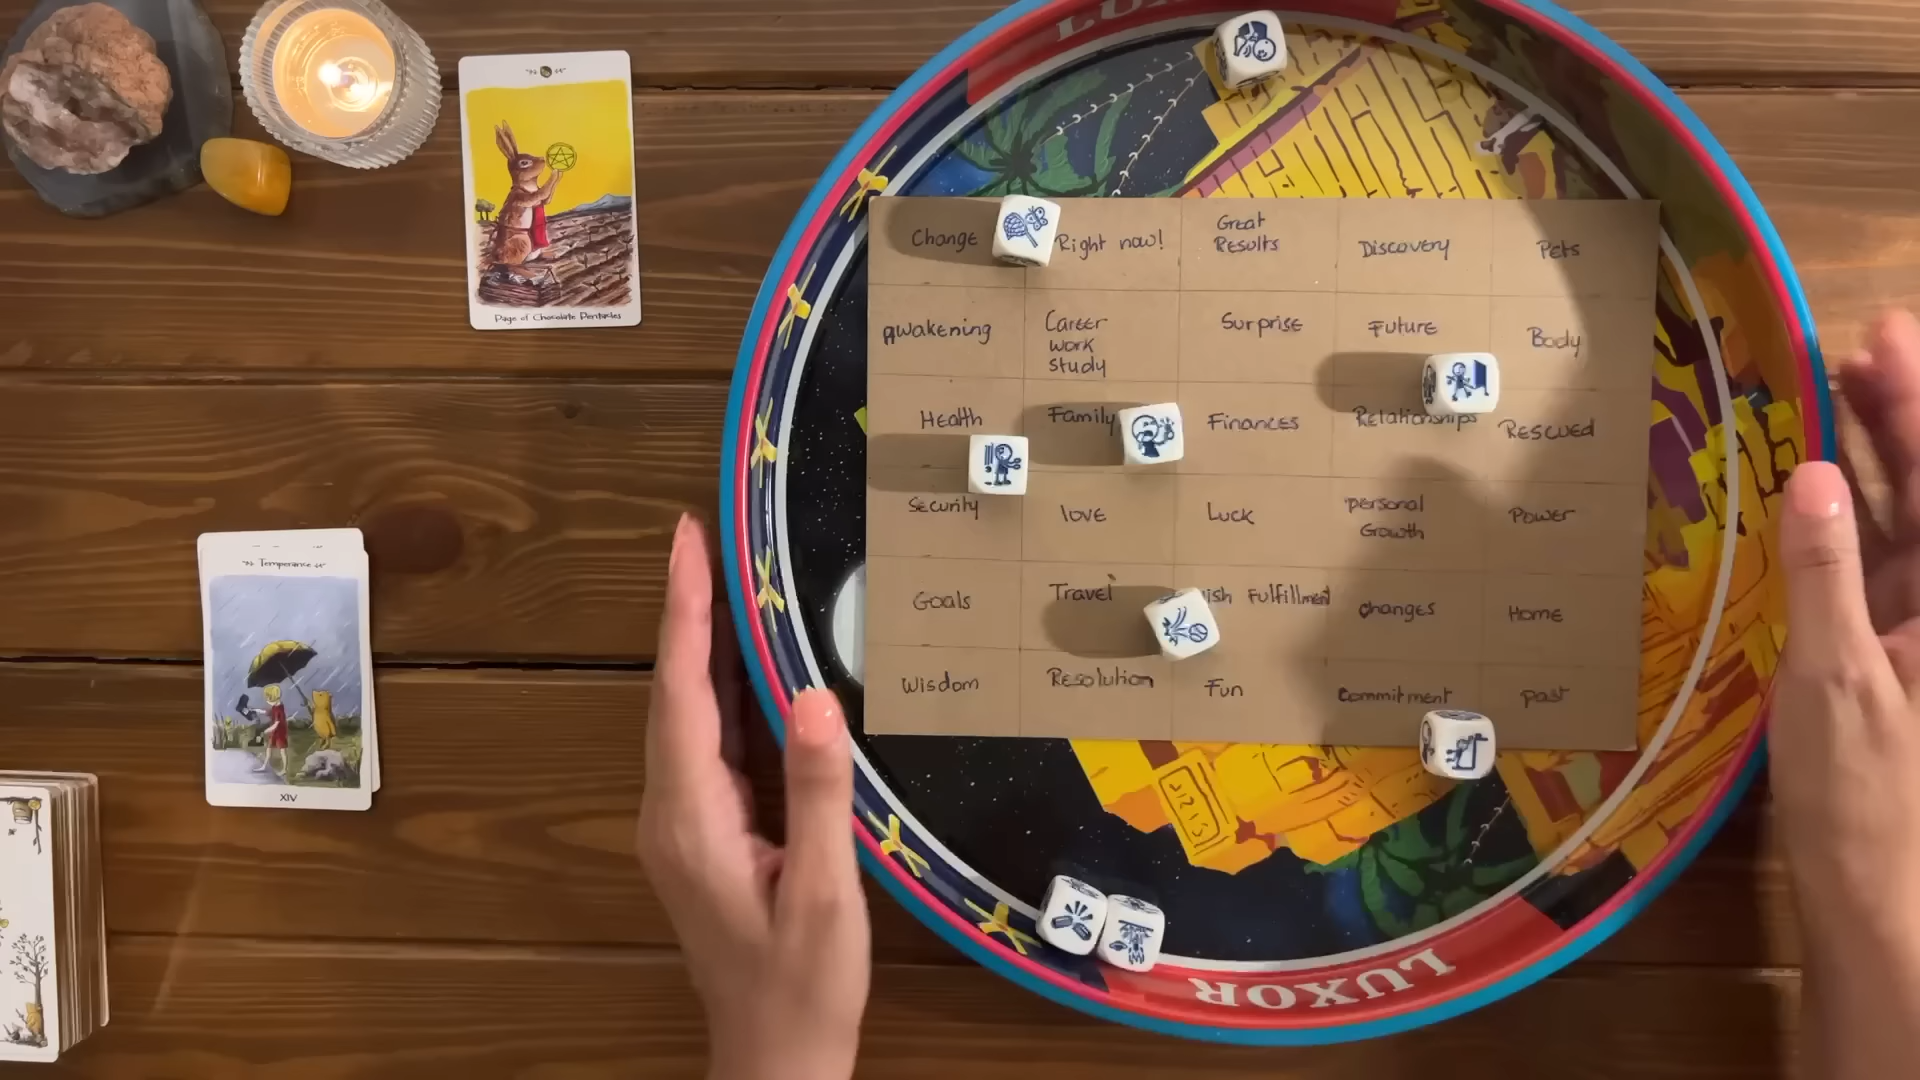 LUXOR
Page of Chocolate Pentacles
Change
Right now!
Great
Results
Discovery
Pets
Awakening
Career
work
study
Surprise
Future
Body
Health
Family
Finances
Relationships
RESCUED
Security
love
Luck
personal
Growth
Power
Goals
Travel
ish Fulfillment
changes
Home
Wisdom
Resolution
Fun
Commitment
past
Temperance
XIV
LUXOR